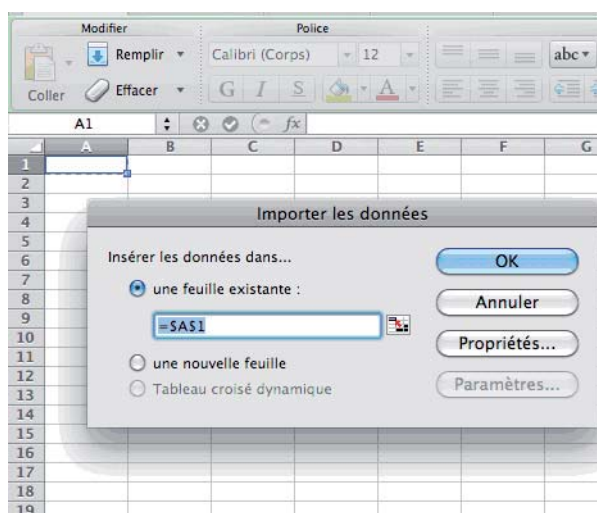 Modifier Police
Remplir Calibri (Corps) 12 abc
Coller Effacer G I S A
A1 fx
A B C D E F G
1
2
3
4 Importer les données
5
6 Insérer les données dans... OK
7 une feuille existante :
8 Annuler
9 =$A$1
10 Propriétés...
11 une nouvelle feuille
12 Paramètres...
13 Tableau croisé dynamique
14
15
16
17
18
19